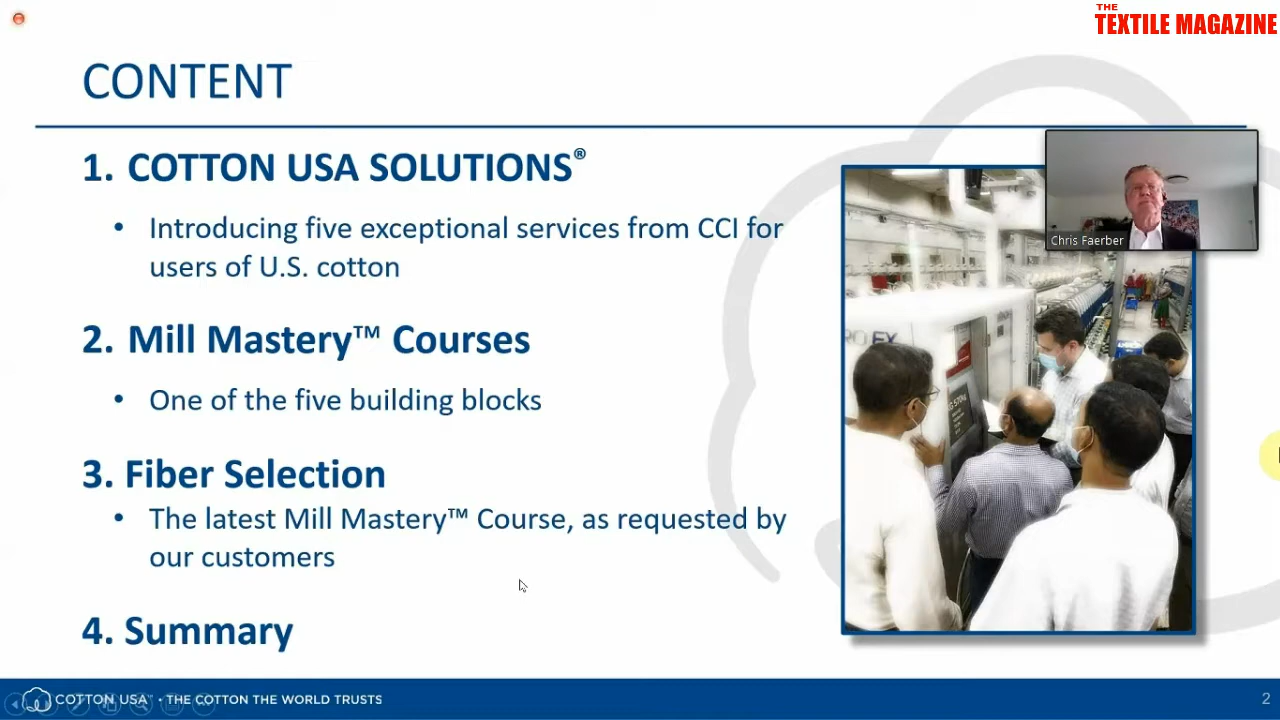 THE
TEXTILE MAGAZINE
CONTENT
1. COTTON USA SOLUTIONS®
• Introducing five exceptional services from CCI for
users of U.S. cotton
2. Mill Mastery™ Courses
• One of the five building blocks
3. Fiber Selection
• The latest Mill Mastery™ Course, as requested by
our customers
4. Summary
Chris Faerber
COTTON USA™ • THE COTTON THE WORLD TRUSTS
2